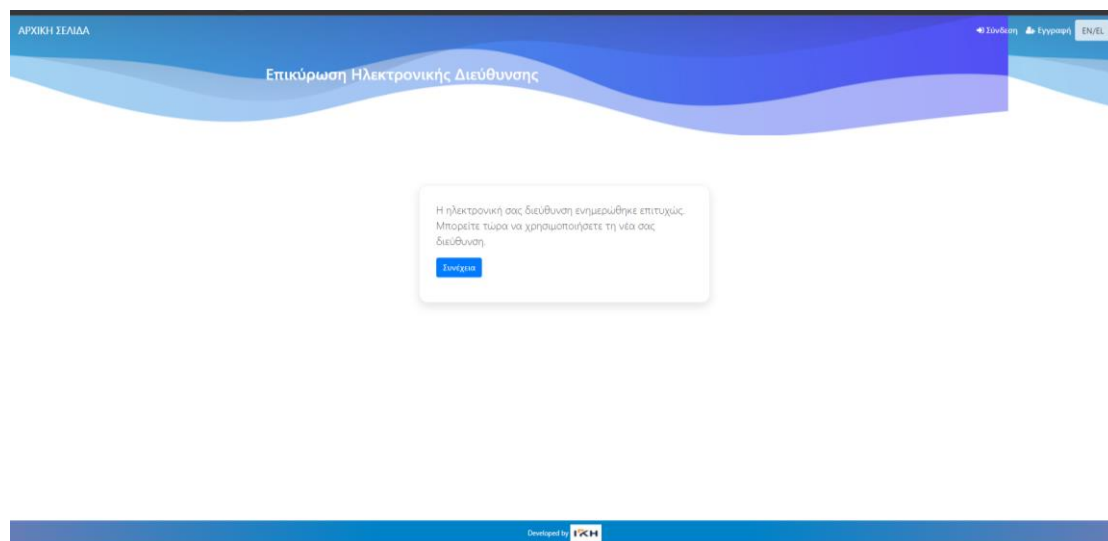 ΑΡΧΙΚΗ ΣΕΛΙΔΑ
Σύνδεση Εγγραφή EN/EL
Επικύρωση Ηλεκτρονικής Διεύθυνσης
Η ηλεκτρονική σας διεύθυνση ενημερώθηκε επιτυχώς.
Μπορείτε τώρα να χρησιμοποιήσετε τη νέα σας
διεύθυνση.
Συνέχεια
Developed by